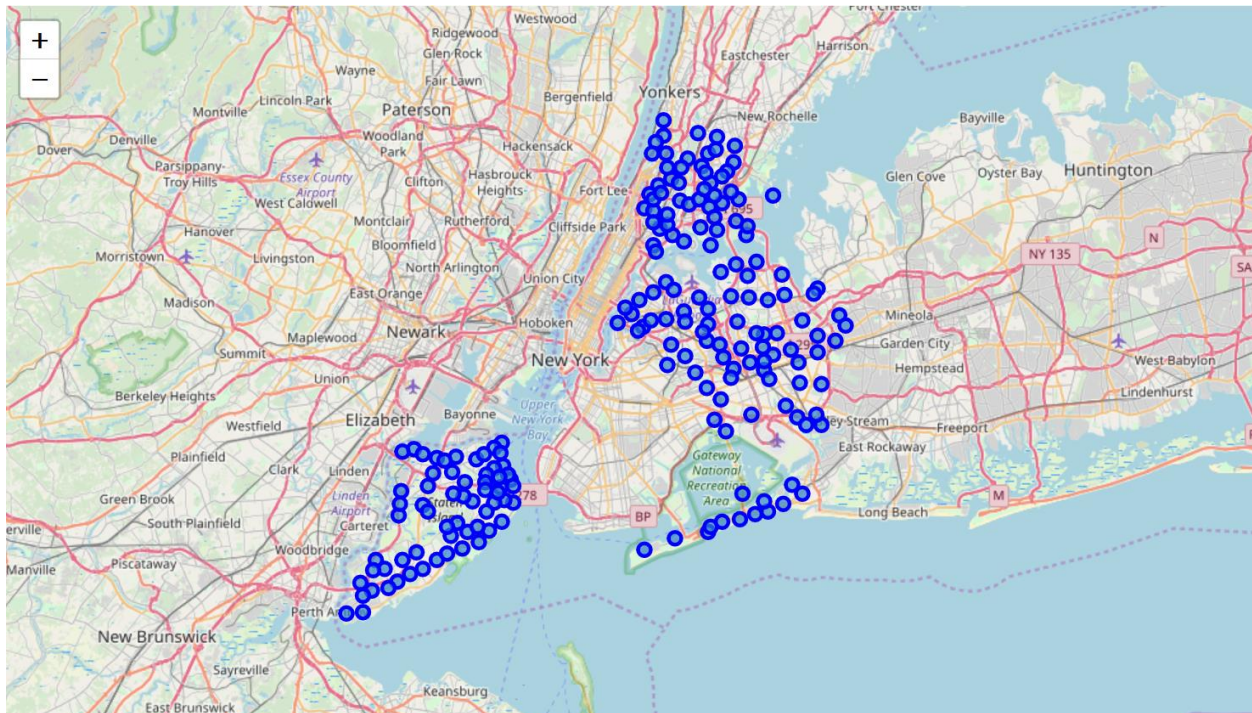 +
−
Port Chester
Westwood
Ridgewood
Harrison
Glen Rock
Eastchester
Wayne
Fair Lawn
Yonkers
Lincoln Park
Bergenfield
Paterson
Montville
New Rochelle
Bayville
Denville
Woodland
Park
Hackensack
Dover
Parsippany-
Troy Hills
Huntington
Essex County
Airport
Clifton
Hasbrouck
Heights
Fort Lee
Glen Cove
Oyster Bay
West Caldwell
Montclair
Rutherford
Cliffside Park
695
Hanover
Bloomfield
N
NY 135
SA
Morristown
Livingston
North Arlington
Union City
East Orange
Madison
Maplewood
Newark
Hoboken
Mineola
Garden City
Summit
New York
West Babylon
Union
Hempstead
Berkeley Heights
Lindenhurst
Elizabeth
Bayonne
Upper
New York
Bay
Westfield
Valley Stream
Freeport
East Rockaway
Plainfield
Clark
Linden
Gateway
National
Recreation
Area
278
M
Green Brook
Linden
Airport
Staten
Island
Long Beach
South Plainfield
Carteret
BP
Woodbridge
Piscataway
Manville
Perth Am
New Brunswick
Sayreville
Keansburg
East Brunswick